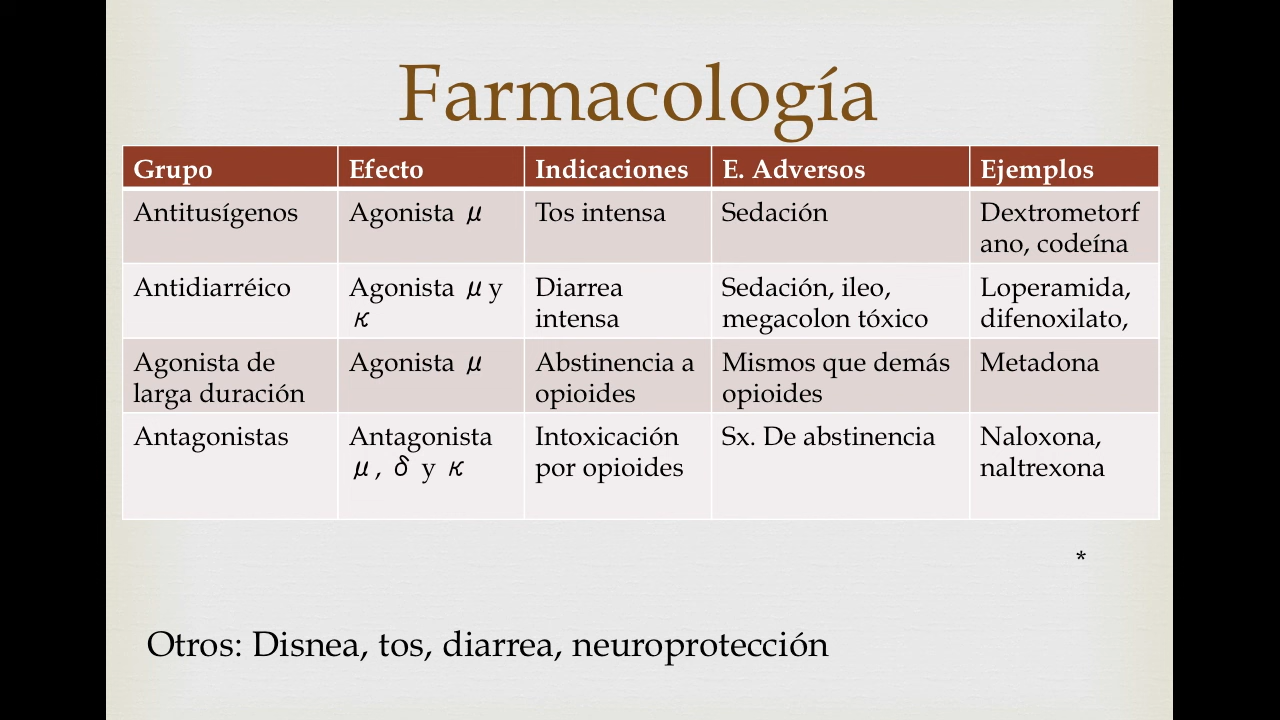 Farmacología
Grupo Efecto Indicaciones E. Adversos Ejemplos
Antitusígenos Agonista μ Tos intensa Sedación Dextrometorf
ano, codeína
Antidiarréico Agonista μ y Diarrea Sedación, ileo, Loperamida,
κ intensa megacolon tóxico difenoxilato,
Agonista de Agonista μ Abstinencia a Mismos que demás Metadona
larga duración opioides opioides
Antagonistas Antagonista Intoxicación Sx. De abstinencia Naloxona,
μ, δ y κ por opioides naltrexona
*
Otros: Disnea, tos, diarrea, neuroprotección